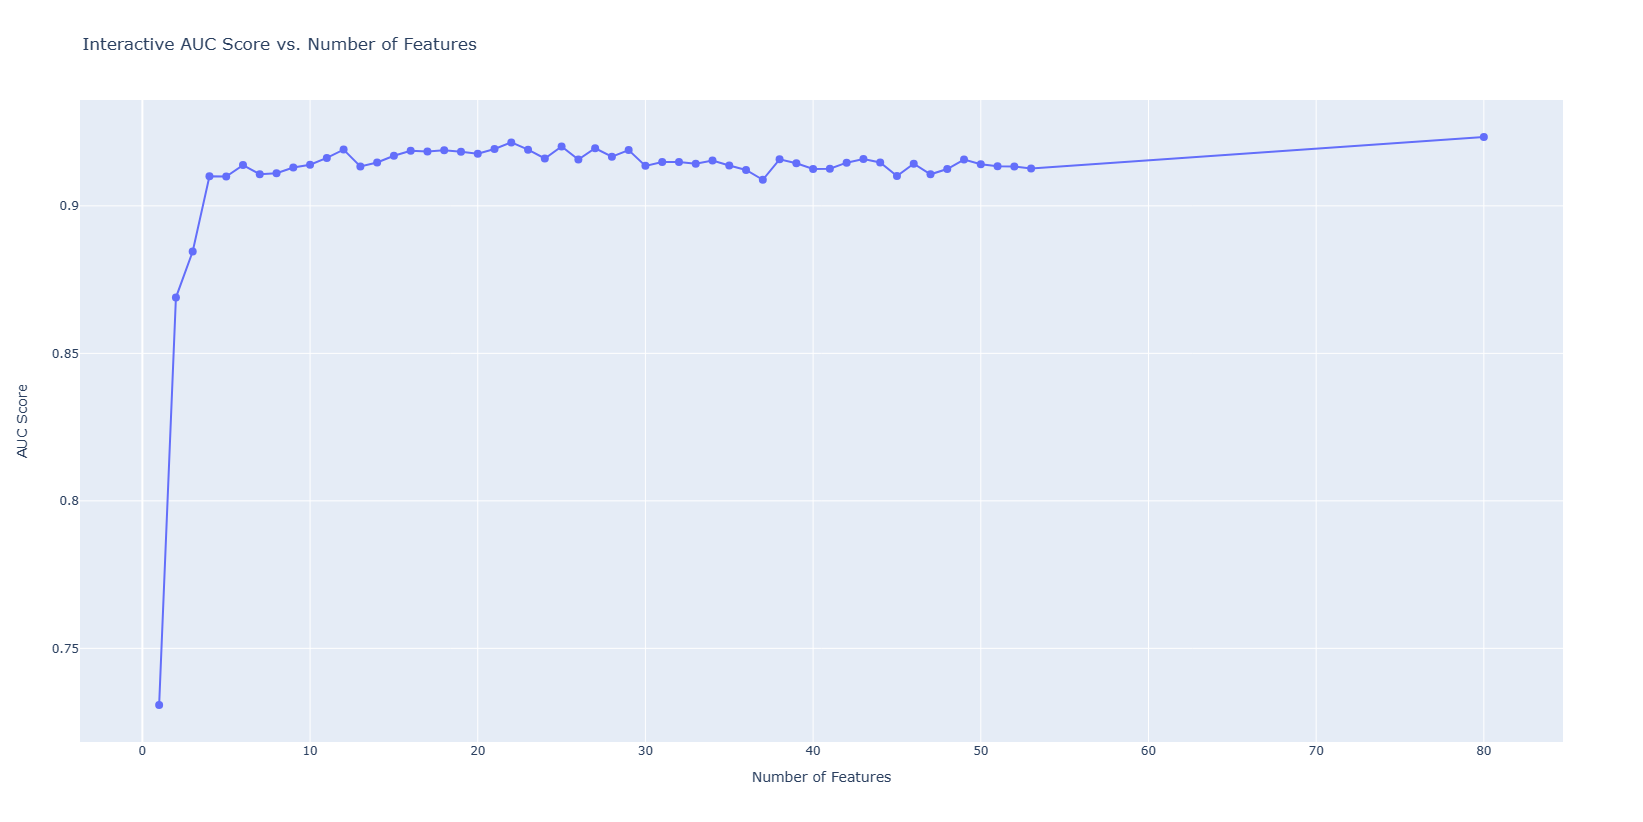 Interactive AUC Score vs. Number of Features
0.9
0.85
0.8
0.75
AUC Score
0 10 20 30 40 50 60 70 80
Number of Features